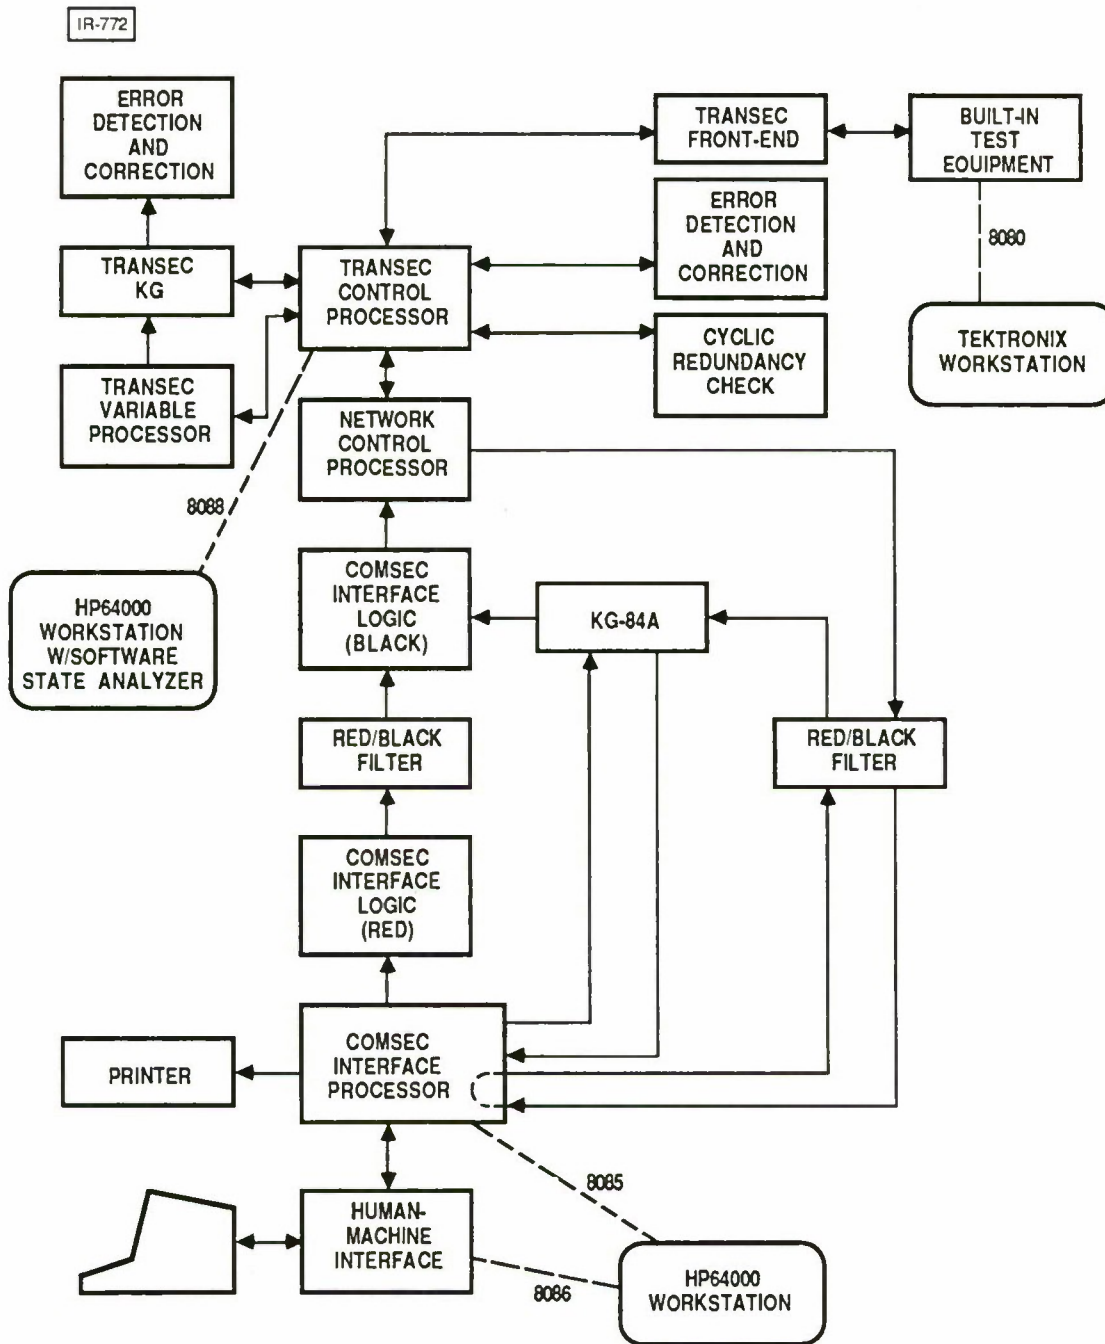 IR-772
ERROR
DETECTION
AND
CORRECTION
TRANSEC
FRONT-END
BUILT-IN
TEST
EQUIPMENT
ERROR
DETECTION
AND
CORRECTION
8080
TRANSEC
KG
TRANSEC
CONTROL
PROCESSOR
CYCLIC
REDUNDANCY
CHECK
TEKTRONIX
WORKSTATION
TRANSEC
VARIABLE
PROCESSOR
NETWORK
CONTROL
PROCESSOR
8088
HP64000
WORKSTATION
W/SOFTWARE
STATE ANALYZER
COMSEC
INTERFACE
LOGIC
(BLACK)
KG-84A
RED/BLACK
FILTER
RED/BLACK
FILTER
COMSEC
INTERFACE
LOGIC
(RED)
PRINTER
COMSEC
INTERFACE
PROCESSOR
8085
HUMAN-
MACHINE
INTERFACE
8086
HP64000
WORKSTATION